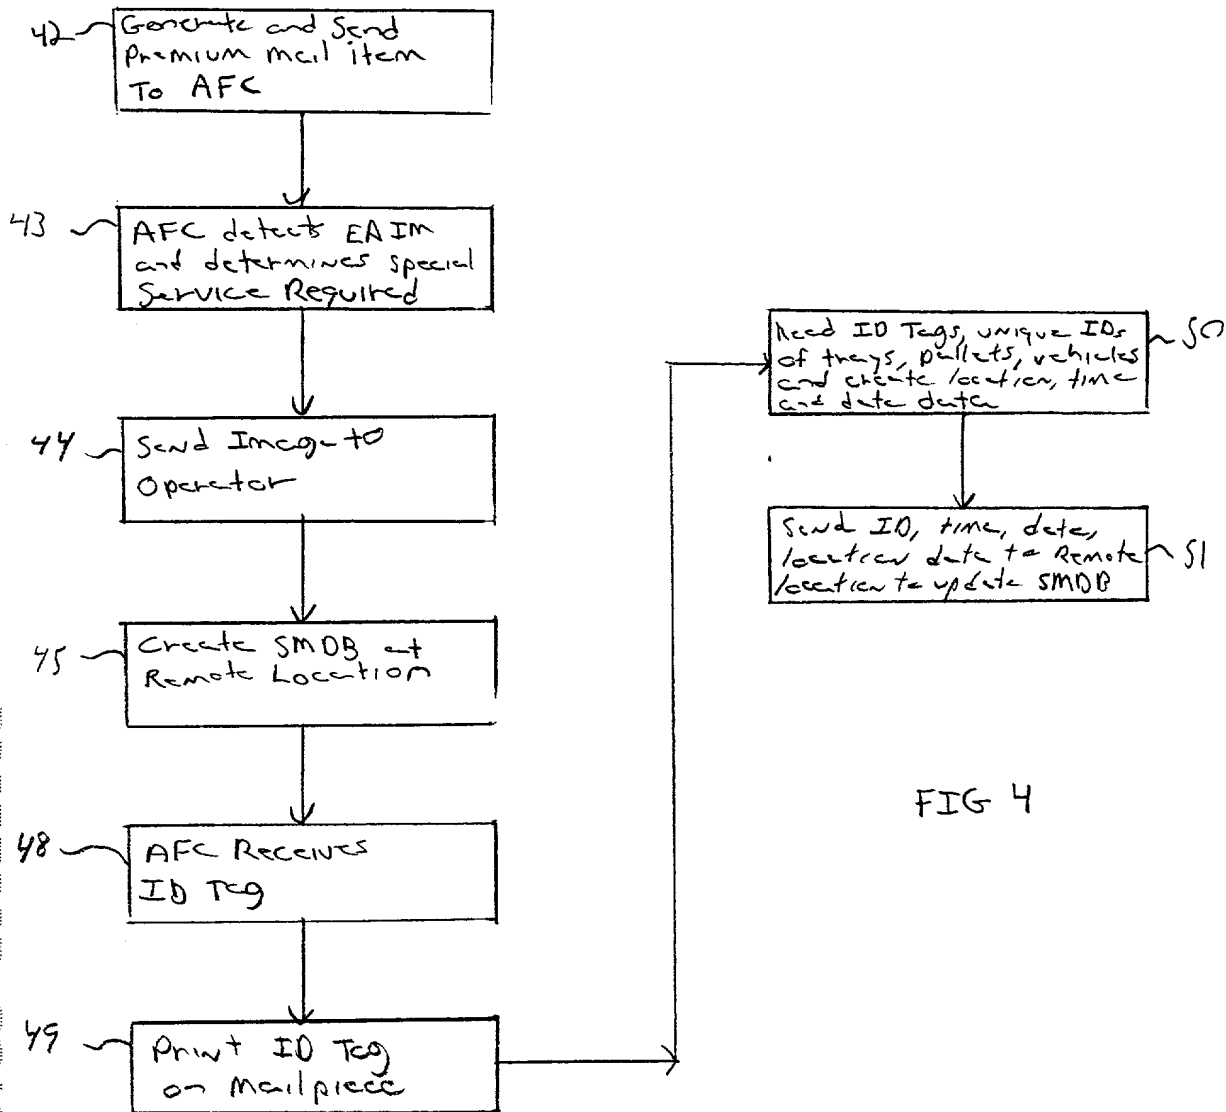 42
Generate and Send
Premium mail item
To AFC
43
AFC detects EAIM
and determines special
Service Required
44
Send Image to
Operator
45
Create SMDB at
Remote Location
48
AFC Receives
ID Tag
49
Print ID Tag
on Mailpiece
50
Read ID Tags, unique IDs
of trays, pallets, vehicles
and create location, time
and date data
51
Send ID, time, date,
location data to Remote
location to update SMDB
FIG 4